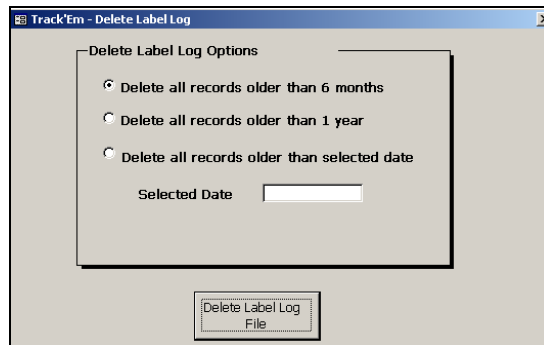 Track'Em - Delete Label Log
Delete Label Log Options
Delete all records older than 6 months
Delete all records older than 1 year
Delete all records older than selected date
Selected Date
Delete Label Log
File